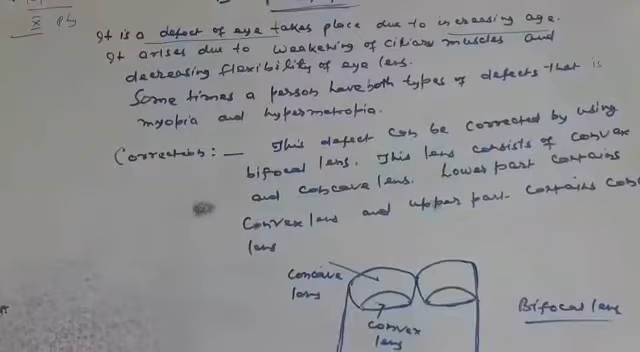 X phy
It is a defect of eye takes place due to increasing age.
It arises due to weakening of ciliary muscles and
decreasing flexibility of eye lens.
Some times a person have both types of defects that is
myopia and hypermetropia.
Correction: — This defect can be corrected by using
bifocal lens. This lens consists of convex
and concave lens. Lower part contains
convex lens and upper part contains conc
lens
concave
lens
convex
lens
Bifocal lens